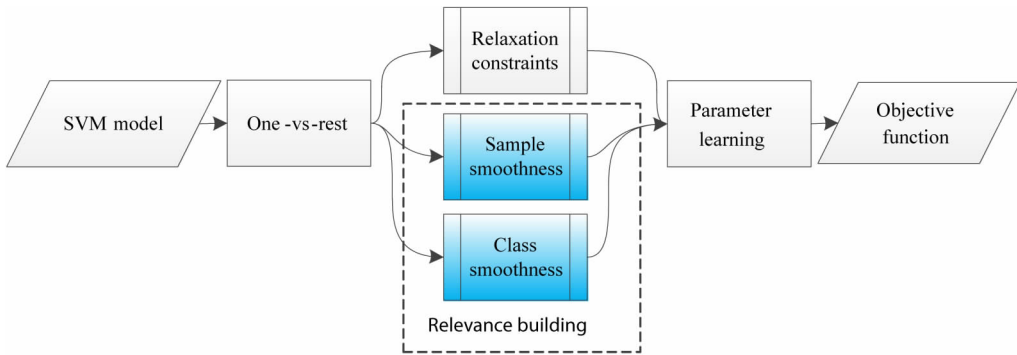 SVM model
One -vs-rest
Relaxation
constraints
Sample
smoothness
Class
smoothness
Relevance building
Parameter
learning
Objective
function